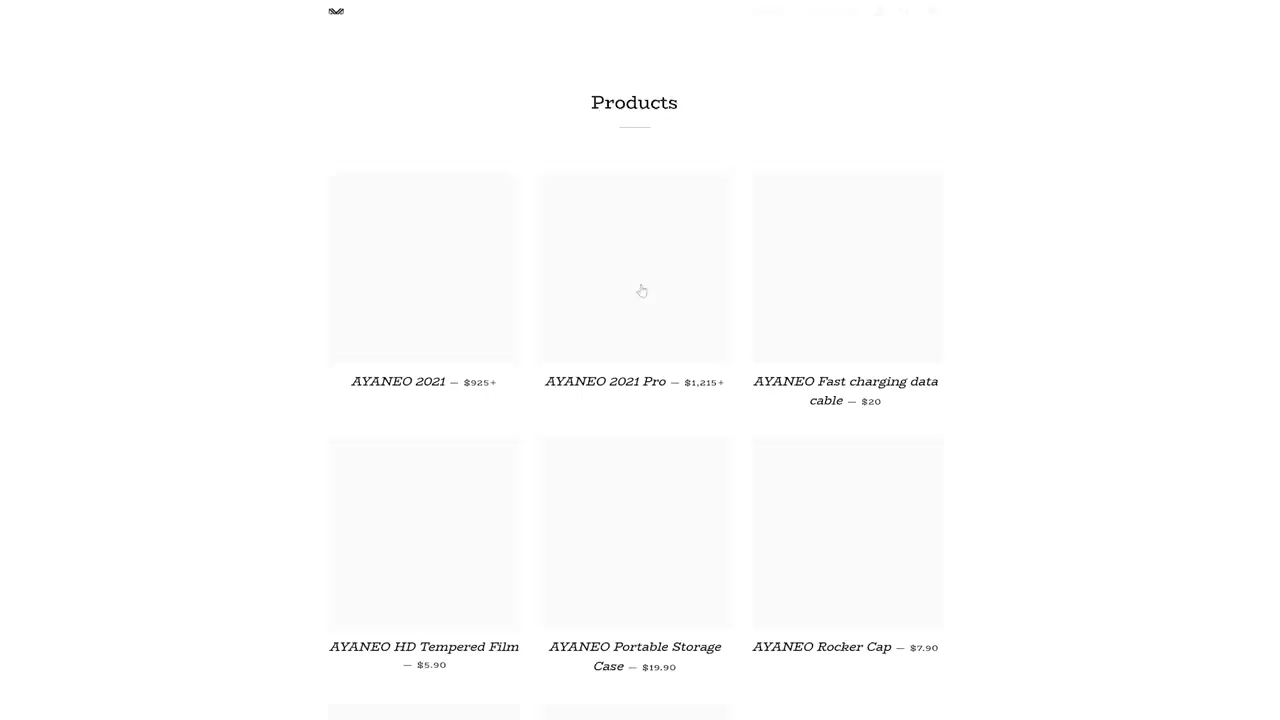 Products
AYANEO 2021 — $925+
AYANEO 2021 Pro — $1,215+
AYANEO Fast charging data
cable — $20
AYANEO HD Tempered Film
— $5.90
AYANEO Portable Storage
Case — $19.90
AYANEO Rocker Cap — $7.90